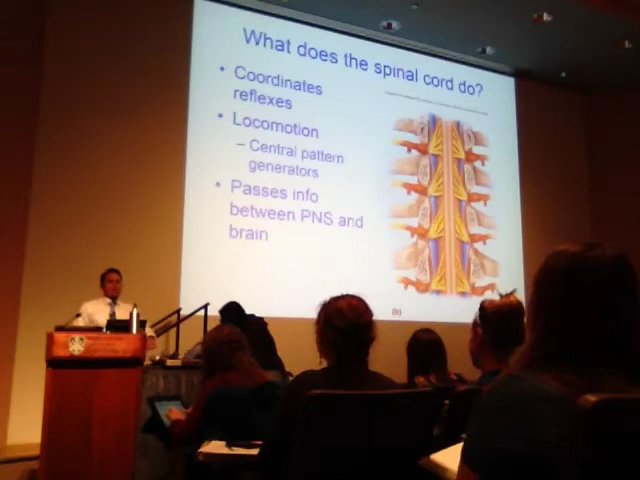 What does the spinal cord do?
• Coordinates
reflexes
• Locomotion
– Central pattern
generators
• Passes info
between PNS and
brain
(b)